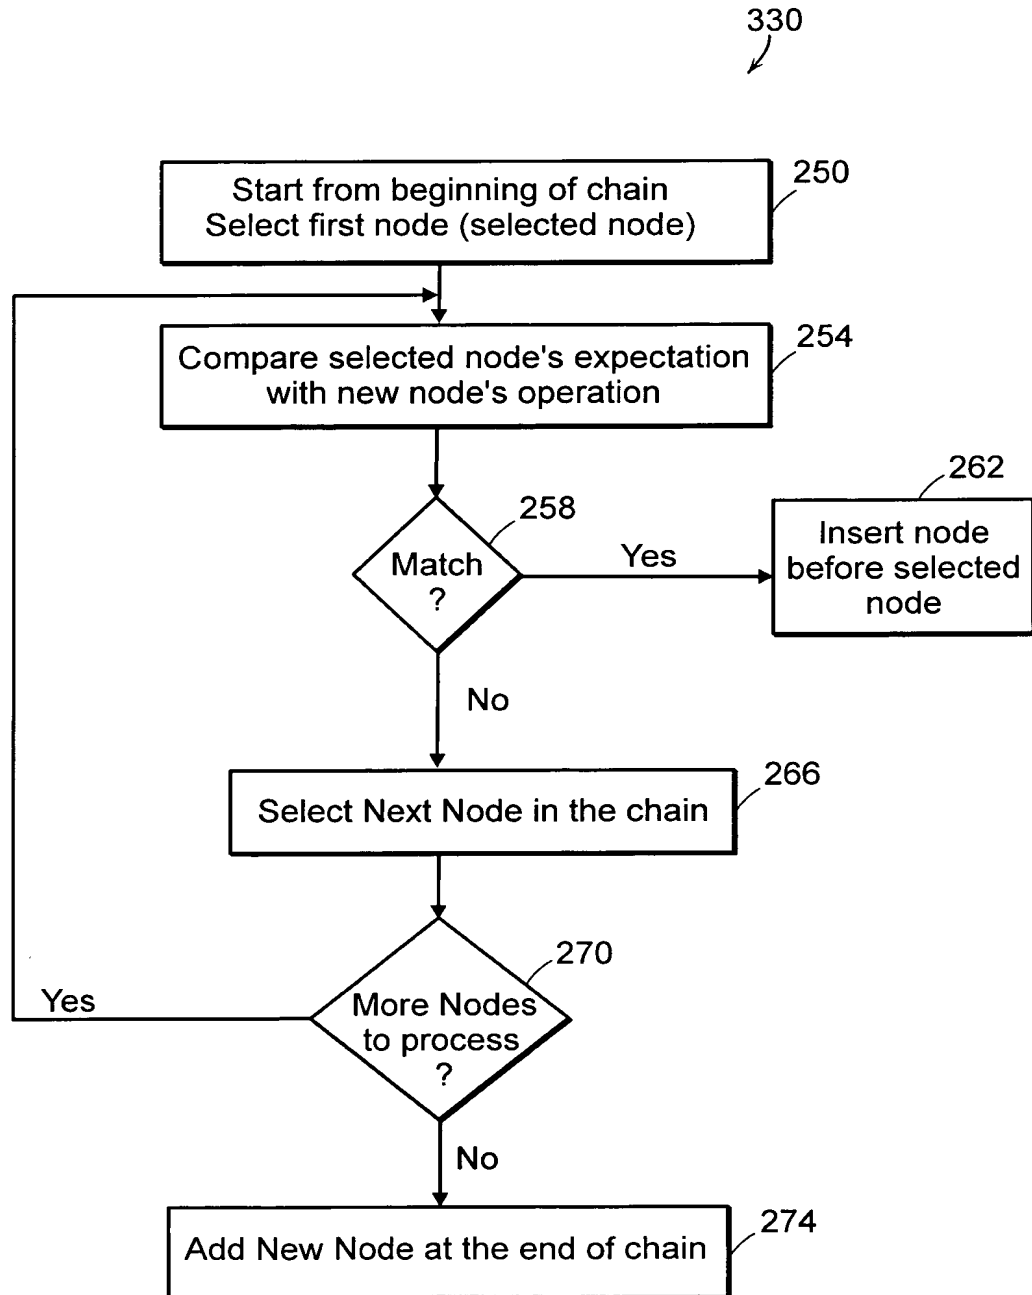 330
Start from beginning of chain
Select first node (selected node)
250
Compare selected node's expectation
with new node's operation
254
Match
?
258
Yes
Insert node
before selected
node
262
No
Select Next Node in the chain
266
More Nodes
to process
?
270
Yes
No
Add New Node at the end of chain
274